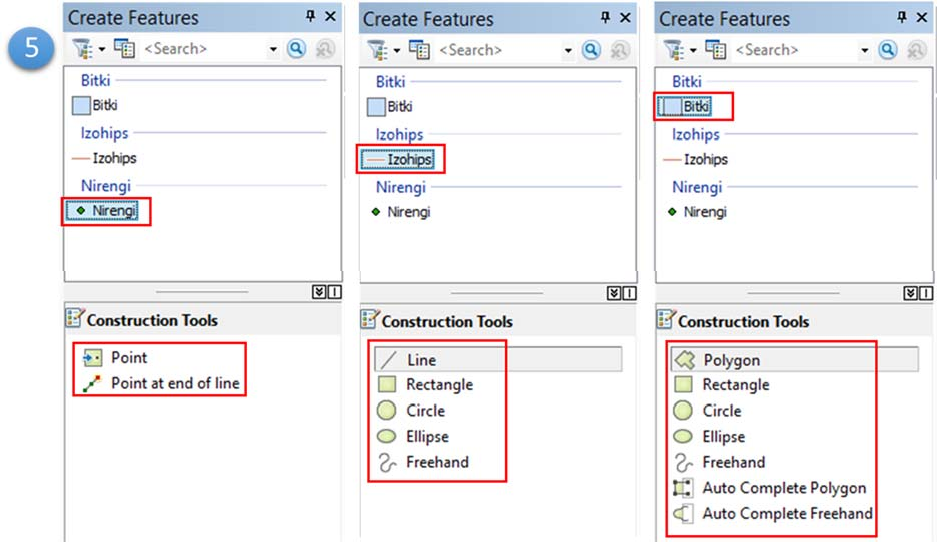 5
Create Features
<Search>
Bitki
Bitki
Izohips
Izohips
Nirengi
Nirengi
Construction Tools
Point
Point at end of line
Create Features
<Search>
Bitki
Bitki
Izohips
Izohips
Nirengi
Nirengi
Construction Tools
Line
Rectangle
Circle
Ellipse
Freehand
Create Features
<Search>
Bitki
Bitki
Izohips
Izohips
Nirengi
Nirengi
Construction Tools
Polygon
Rectangle
Circle
Ellipse
Freehand
Auto Complete Polygon
Auto Complete Freehand